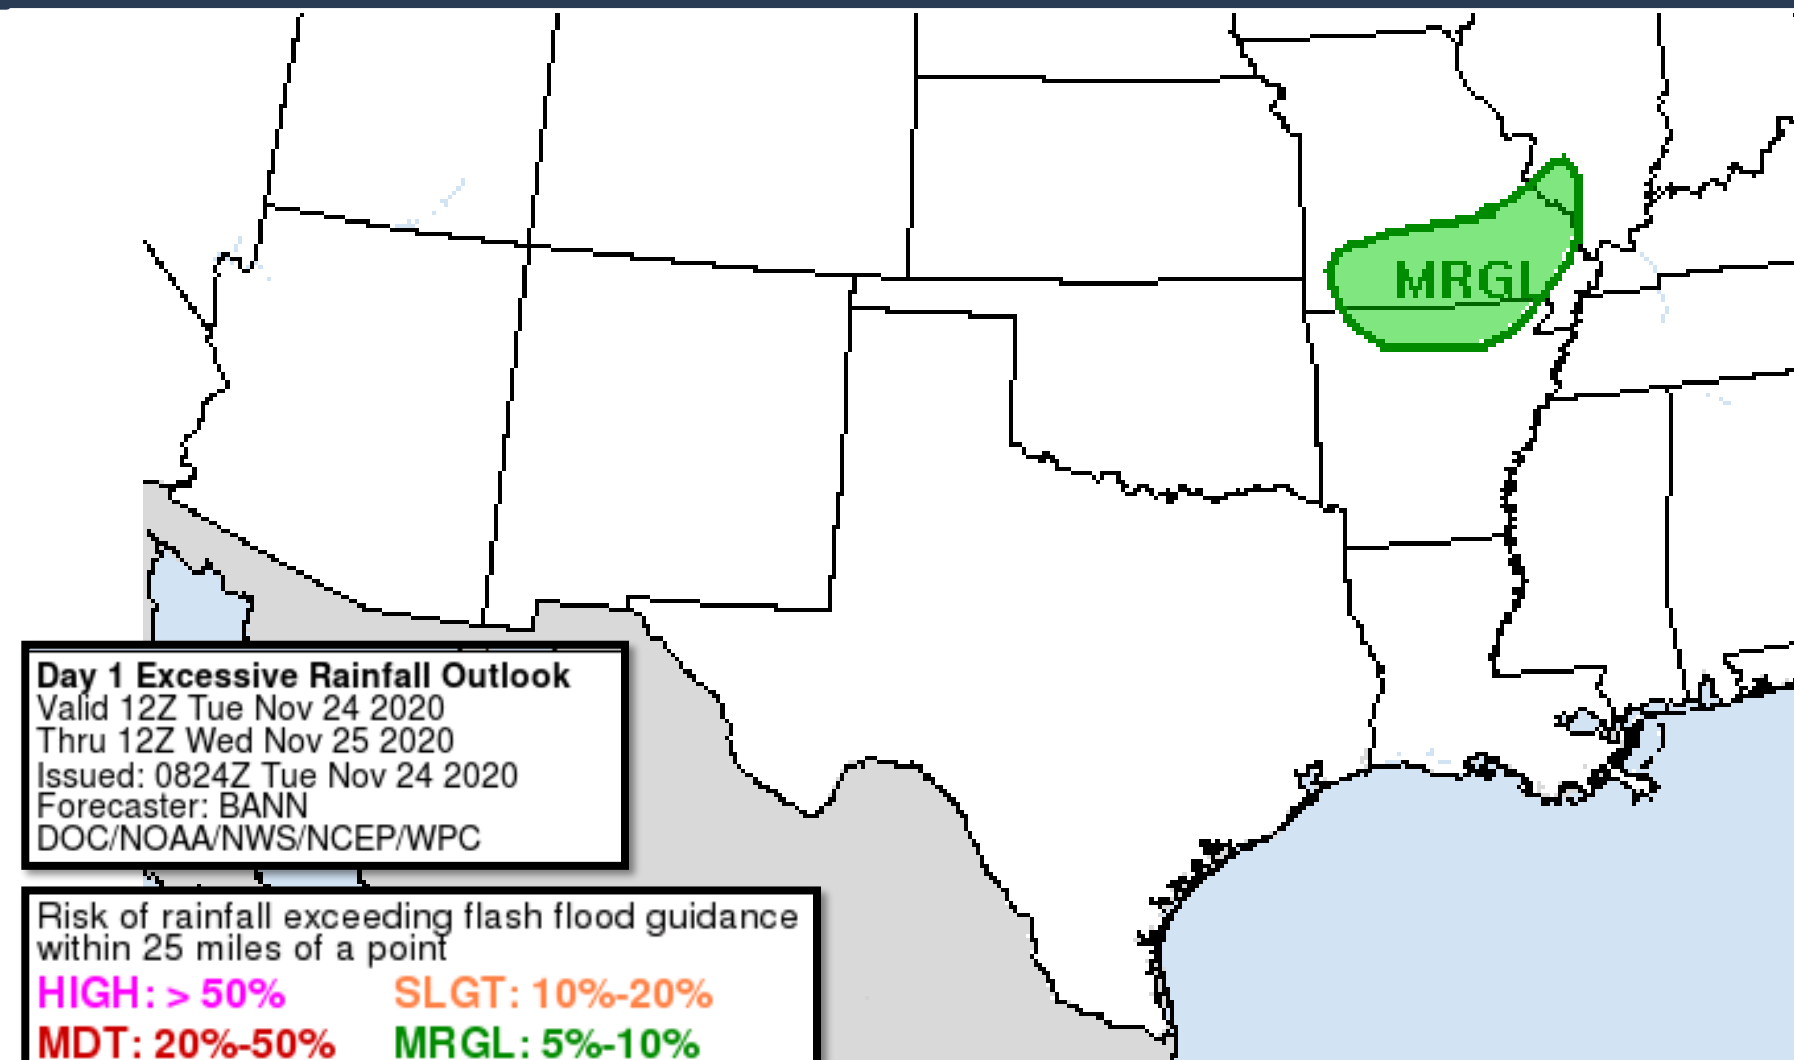 MRGL
Day 1 Excessive Rainfall Outlook
Valid 12Z Tue Nov 24 2020
Thru 12Z Wed Nov 25 2020
Issued: 0824Z Tue Nov 24 2020
Forecaster: BANN
DOC/NOAA/NWS/NCEP/WPC
Risk of rainfall exceeding flash flood guidance
within 25 miles of a point
HIGH: > 50% SLGT: 10%-20%
MDT: 20%-50% MRGL: 5%-10%